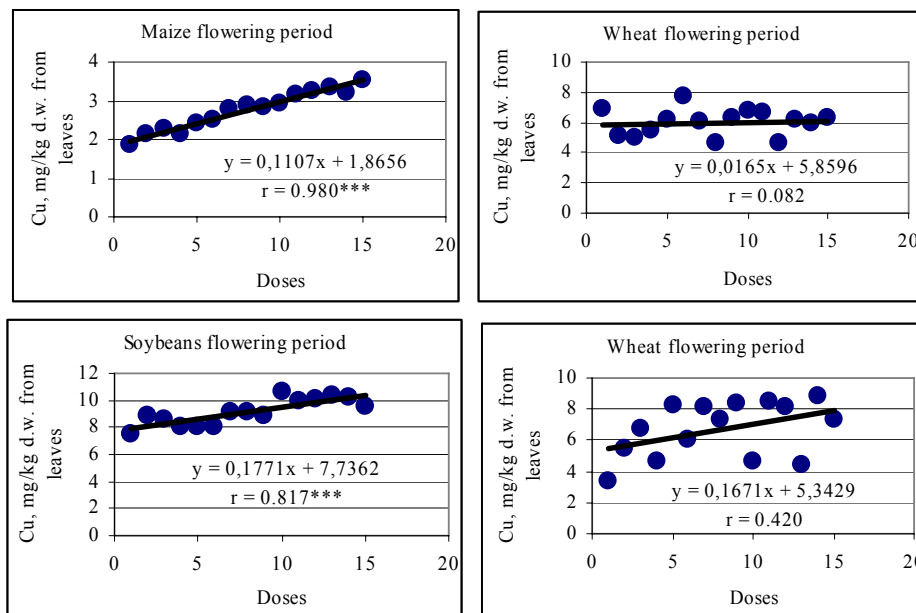 Maize flowering period
Cu, mg/kg d.w. from
leaves
4
3
2
1
0
y = 0,1107x + 1,8656
r = 0.980***
0 5 10 15 20
Doses
Wheat flowering period
Cu, mg/kg d.w. from
leaves
10
8
6
4
2
0
y = 0,0165x + 5,8596
r = 0.082
0 5 10 15 20
Doses
Soybeans flowering period
Cu, mg/kg d.w. from
leaves
12
10
8
6
4
2
0
y = 0,1771x + 7,7362
r = 0.817***
0 5 10 15 20
Doses
Wheat flowering period
Cu, mg/kg d.w. from
leaves
10
8
6
4
2
0
y = 0,1671x + 5,3429
r = 0.420
0 5 10 15 20
Doses